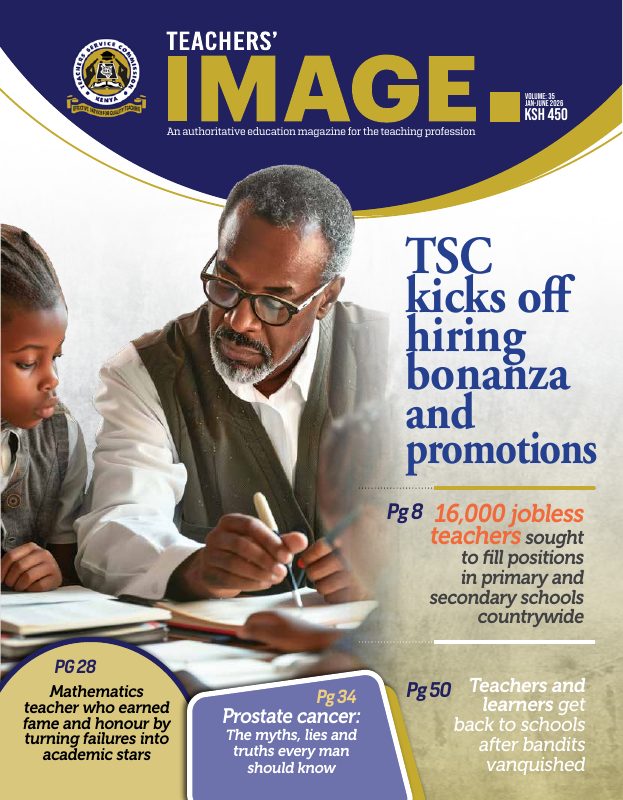 TEACHERS'
IMAGE.
An authoritative education magazine for the teaching profession
VOLUME: 35
JAN-JUNE 2026
KSH 450
TEACHERS SERVICE COMMISSION
KENYA
TSC
kicks off
hiring
bonanza
and
promotions
Pg 8 16,000 jobless
teachers sought
to fill positions
in primary and
secondary schools
countrywide
PG 28
Mathematics
teacher who earned
fame and honour by
turning failures into
academic stars
Pg 34
Prostate cancer:
The myths, lies and
truths every man
should know
Pg 50 Teachers and
learners get
back to schools
after bandits
vanquished